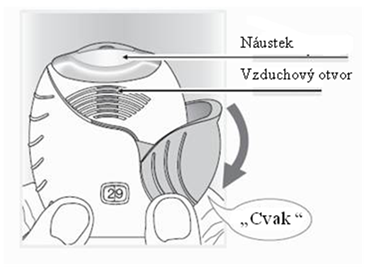 Náustek
Vzduchový otvor
29
„Cvak “